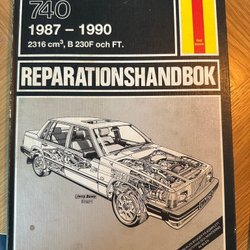 740
1987 – 1990
2316 cm³, B 230F och FT.
REPARATIONSHANDBOK